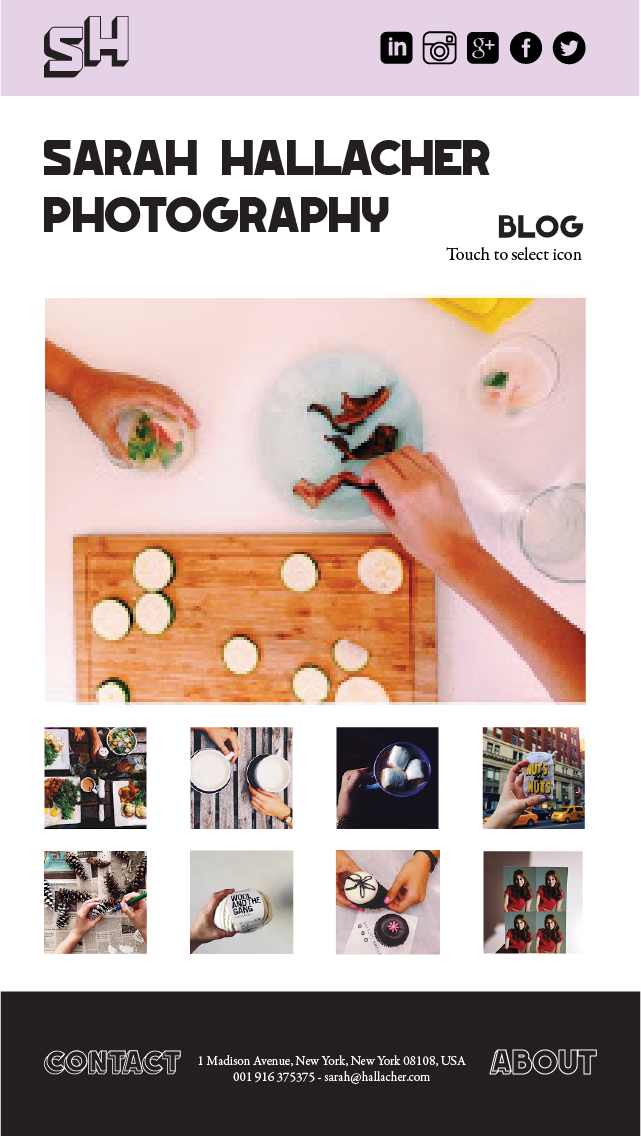 SH
in
g+
f
SARAH HALLACHER
PHOTOGRAPHY
BLOG
Touch to select icon
NUTS
NUTS
WOOL
AND THE
GANG
CONTACT
1 Madison Avenue, New York, New York 08108, USA
001 916 375375 - sarah@hallacher.com
ABOUT